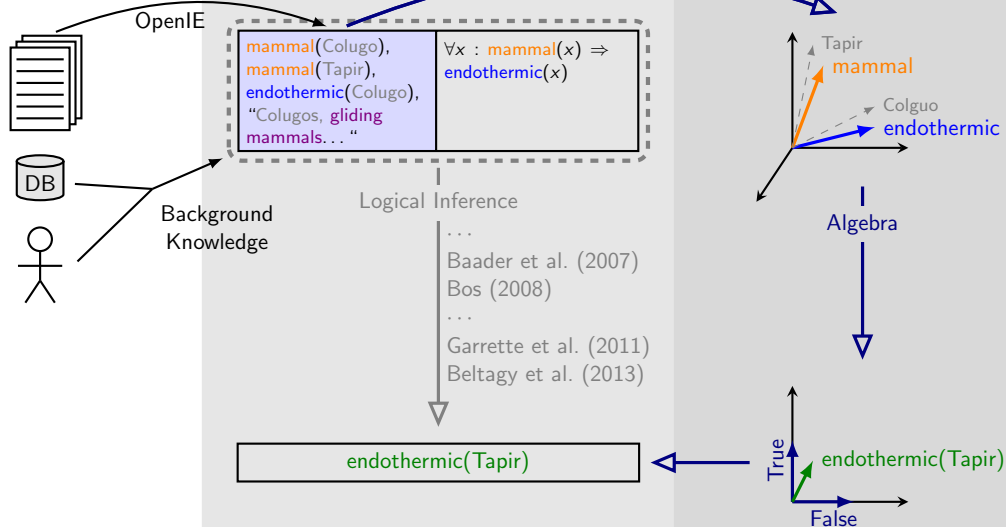 OpenIE
mammal(Colugo),
mammal(Tapir),
endothermic(Colugo),
“Colugos, gliding
mammals. . . “
∀x : mammal(x) ⇒
endothermic(x)
Tapir
mammal
Colguo
endothermic
DB
Background
Knowledge
Logical Inference
. . .
Baader et al. (2007)
Bos (2008)
. . .
Garrette et al. (2011)
Beltagy et al. (2013)
Algebra
endothermic(Tapir)
True
endothermic(Tapir)
False